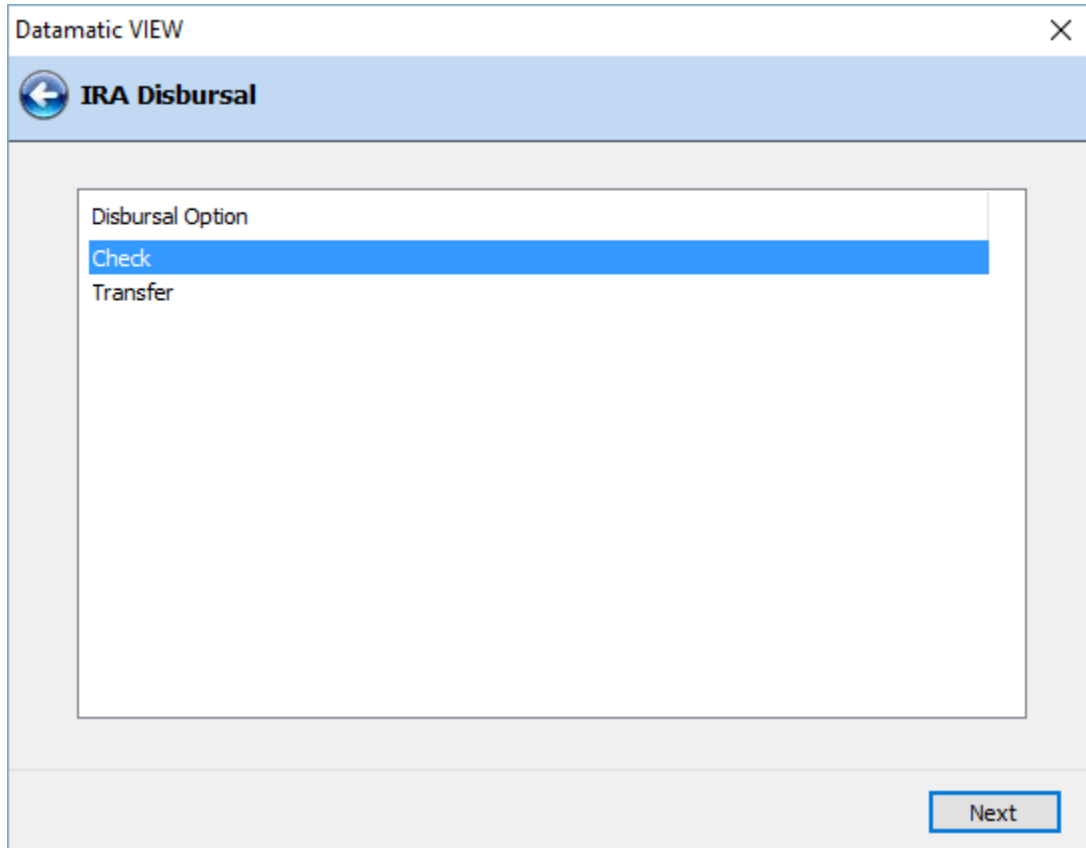 Datamatic VIEW
IRA Disbursal
Disbursal Option
Check
Transfer
Next